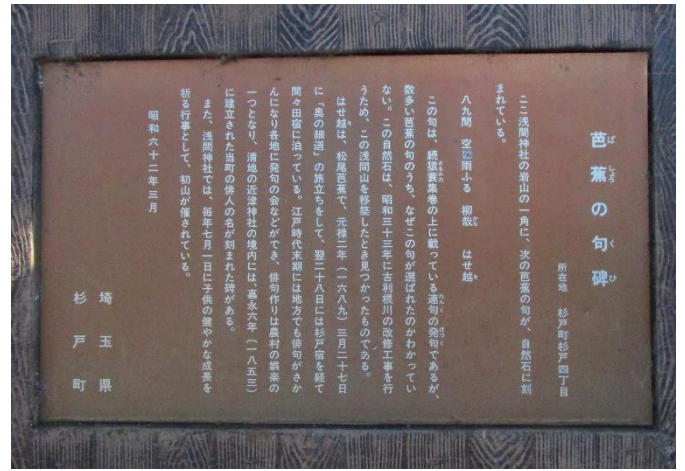 芭蕉の句碑
所在地 杉戸町杉戸四丁目
ここ浅間神社の岩山の一角に、次の芭蕉の句が、自然石に刻
まれている。
八九間 空に雨ふる 柳哉 はせ越
この句は、続猿蓑集巻の上に載っている連句の発句であるが、
数多い芭蕉の句のうち、なぜこの句が選ばれたのかわかってい
ない。この自然石は、昭和三十三年に古利根川の改修工事を行
うため、この浅間山を移築したとき見つかったものである。
はせ越は、松尾芭蕉で、元禄二年(一六八九)三月二十七日
に「奥の細道」の旅立ちをして、翌二十八日には杉戸宿を経て
間々田宿に泊っている。江戸時代末期には地方でも俳句がさか
んになり各地に発句の会などができ、俳句作りは農村の娯楽の
一つとなり、清地の近津神社の境内には、嘉永六年(一八五三)
に建立された当町の俳人の名が刻まれた碑がある。
また、浅間神社では、毎年七月一日に子供の健やかな成長を
祈る行事として、初山が催されている。
昭和六十二年三月
埼玉県
杉戸町